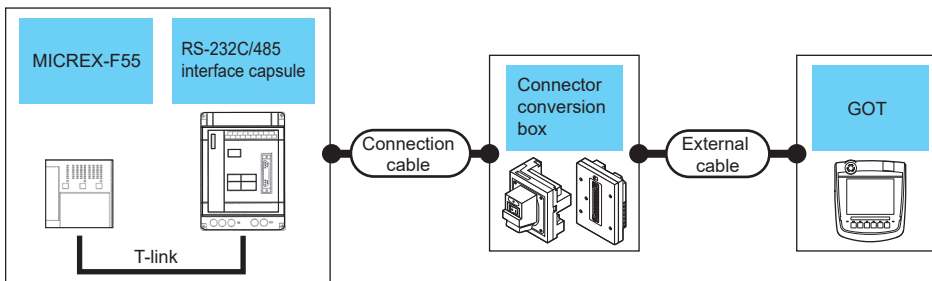 MICREX-F55
RS-232C/485
interface capsule
Connector
conversion
box
GOT
Connection
cable
External
cable
T-link